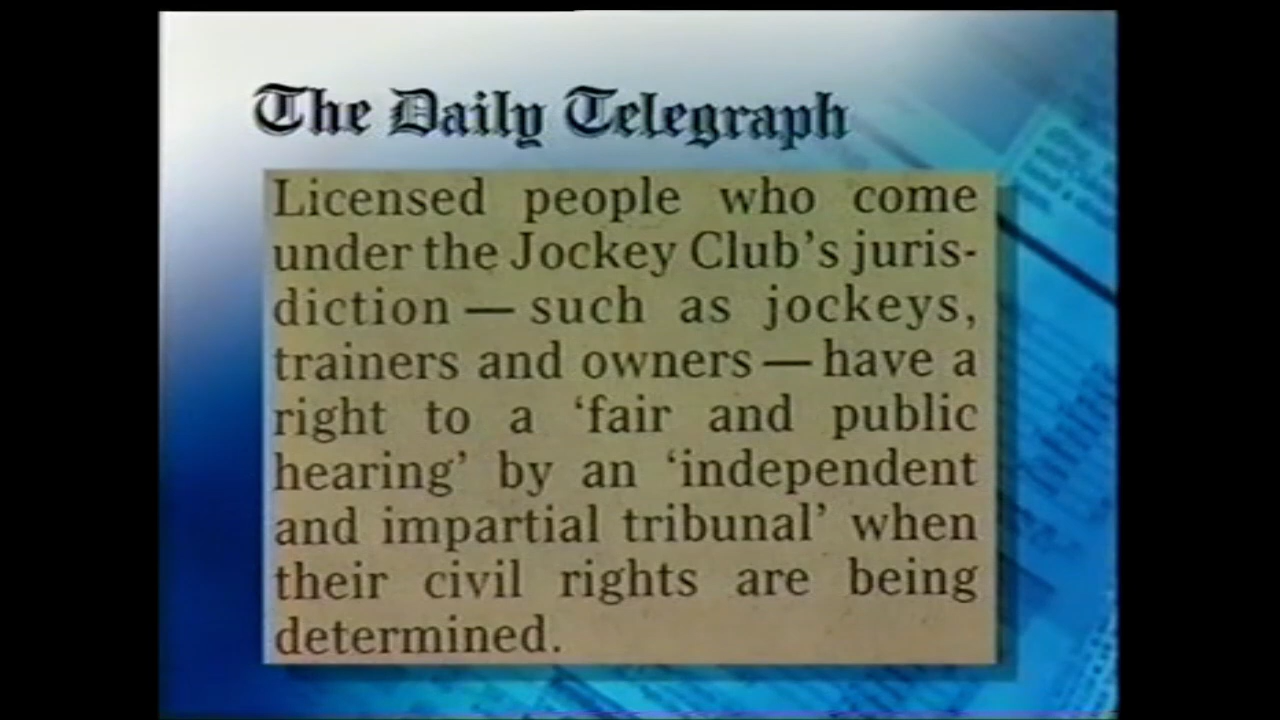 The Daily Telegraph
Licensed people who come
under the Jockey Club's juris-
diction — such as jockeys,
trainers and owners — have a
right to a ‘fair and public
hearing’ by an ‘independent
and impartial tribunal’ when
their civil rights are being
determined.